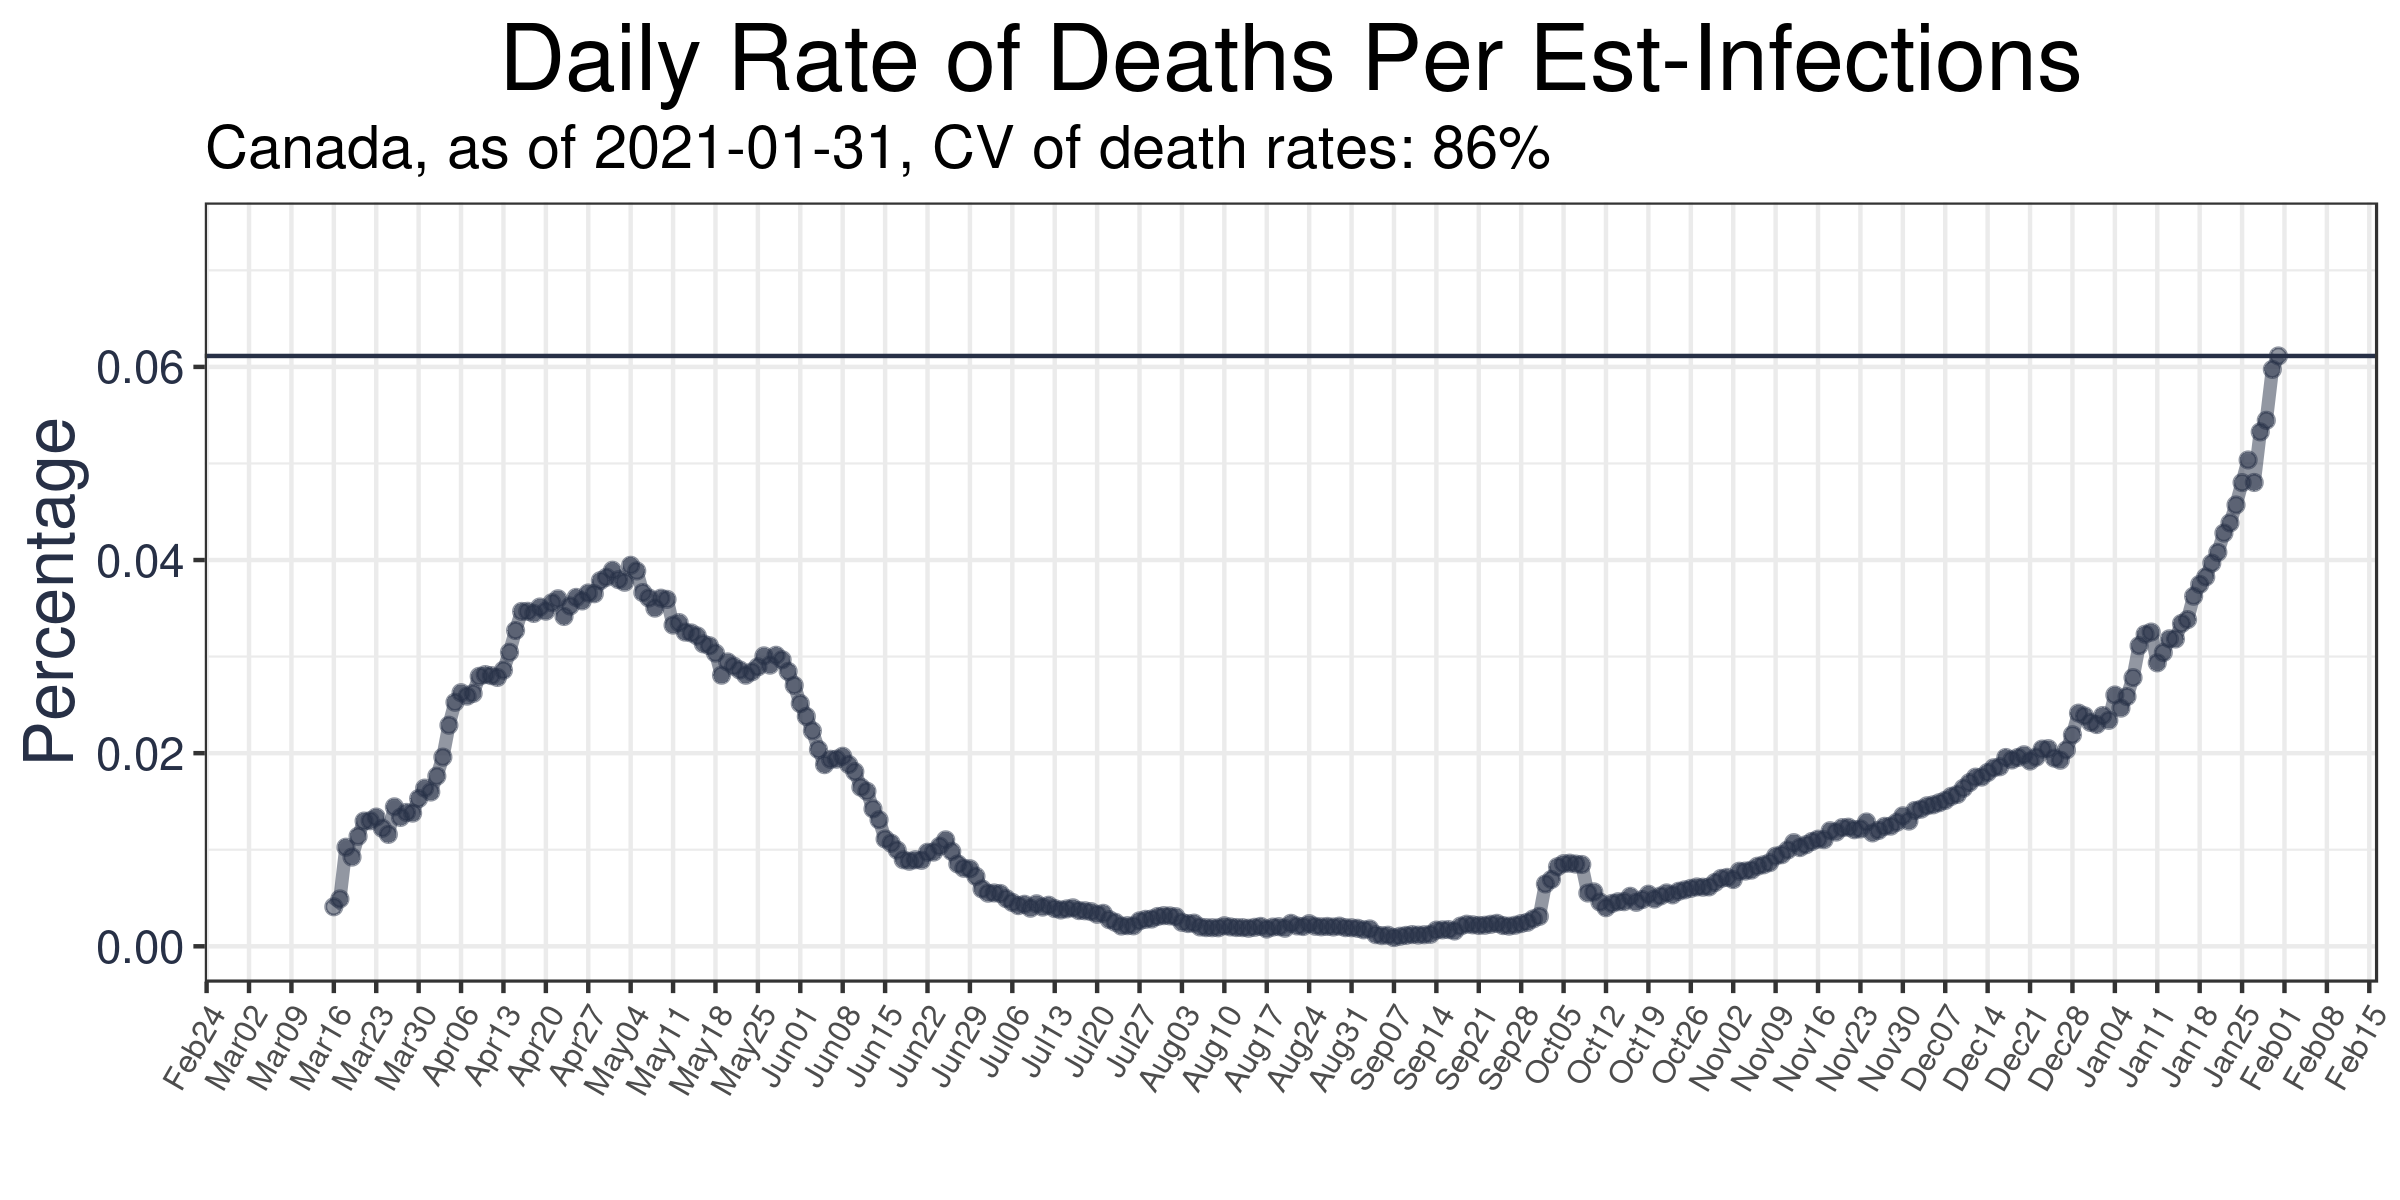 Daily Rate of Deaths Per Est-Infections
Canada, as of 2021-01-31, CV of death rates: 86%
Percentage
0.06
0.04
0.02
0.00
Feb24
Mar02
Mar09
Mar16
Mar23
Mar30
Apr06
Apr13
Apr20
Apr27
May04
May11
May18
May25
Jun01
Jun08
Jun15
Jun22
Jun29
Jul06
Jul13
Jul20
Jul27
Aug03
Aug10
Aug17
Aug24
Aug31
Sep07
Sep14
Sep21
Sep28
Oct05
Oct12
Oct19
Oct26
Nov02
Nov09
Nov16
Nov23
Nov30
Dec07
Dec14
Dec21
Dec28
Jan04
Jan11
Jan18
Jan25
Feb01
Feb08
Feb15